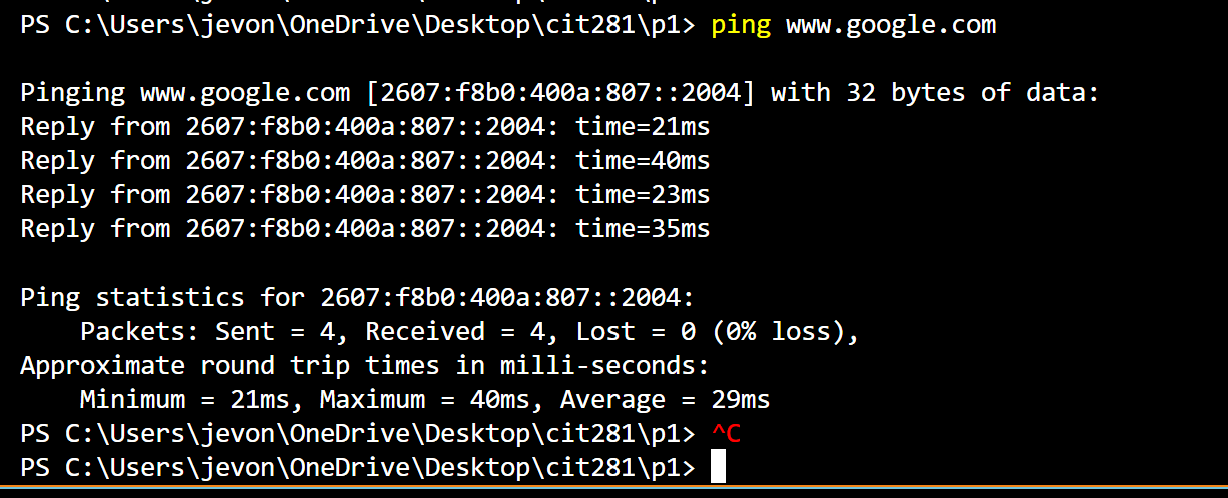 PS C:\Users\jevon\OneDrive\Desktop\cit281\p1> ping www.google.com
Pinging www.google.com [2607:f8b0:400a:807::2004] with 32 bytes of data:
Reply from 2607:f8b0:400a:807::2004: time=21ms
Reply from 2607:f8b0:400a:807::2004: time=40ms
Reply from 2607:f8b0:400a:807::2004: time=23ms
Reply from 2607:f8b0:400a:807::2004: time=35ms
Ping statistics for 2607:f8b0:400a:807::2004:
    Packets: Sent = 4, Received = 4, Lost = 0 (0% loss),
Approximate round trip times in milli-seconds:
    Minimum = 21ms, Maximum = 40ms, Average = 29ms
PS C:\Users\jevon\OneDrive\Desktop\cit281\p1> ^C
PS C:\Users\jevon\OneDrive\Desktop\cit281\p1>